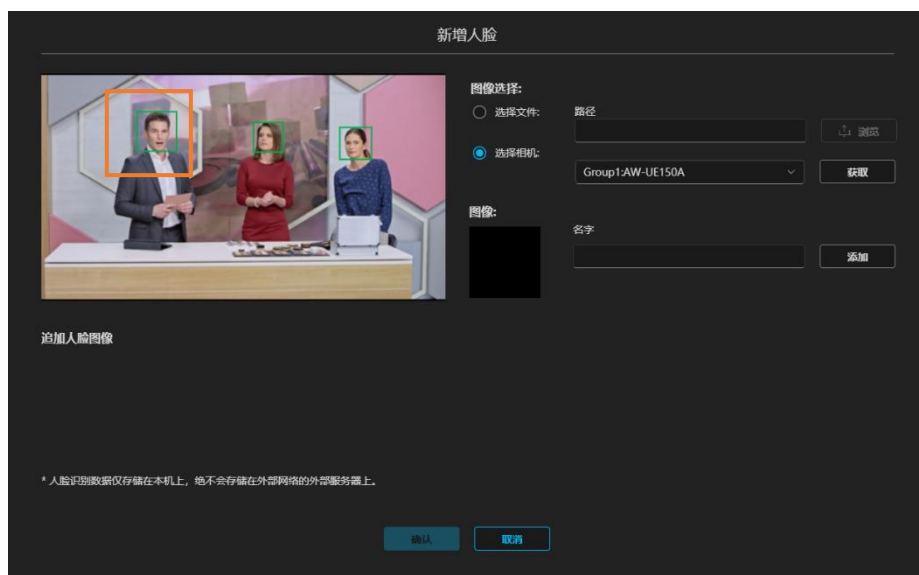 新增人脸
图像选择:
选择文件:
路径
浏览
选择相机:
Group1:AW-UE150A
获取
图像:
名字
添加
追加人脸图像
* 人脸识别数据仅存储在本机上，绝不会存储在外部网络的外部服务器上。
确认
取消